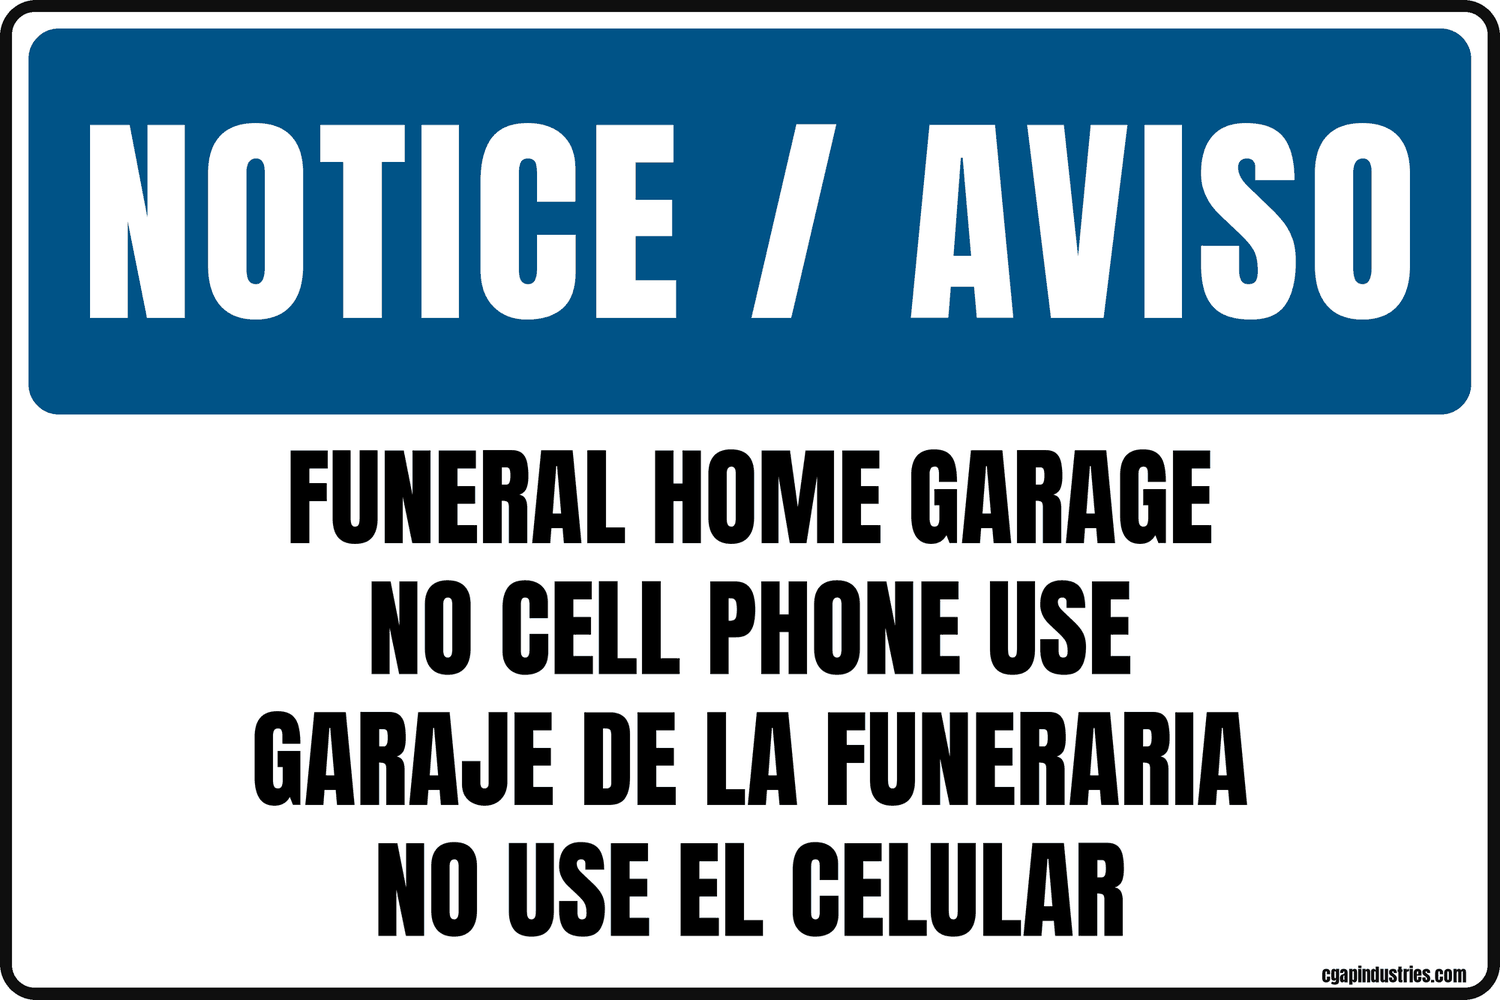 NOTICE / AVISO
FUNERAL HOME GARAGE
NO CELL PHONE USE
GARAJE DE LA FUNERARIA
NO USE EL CELULAR
cgapindustries.com